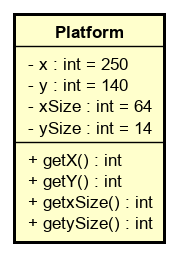 Platform
- x : int = 250
- y : int = 140
- xSize : int = 64
- ySize : int = 14
+ getX() : int
+ getY() : int
+ getxSize() : int
+ getySize() : int